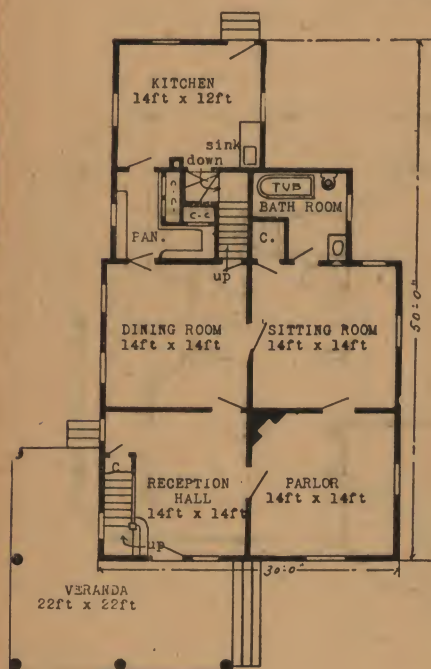 KITCHEN
14ft x 12ft
sink
down
C.C.
C-C
TUB
BATH ROOM
PAN.
C.
up
50'-0"
DINING ROOM
14ft x 14ft
SITTING ROOM
14ft x 14ft
C
RECEPTION
HALL
14ft x 14ft
PARLOR
14ft x 14ft
up
30'-0"
VERANDA
22ft x 22ft